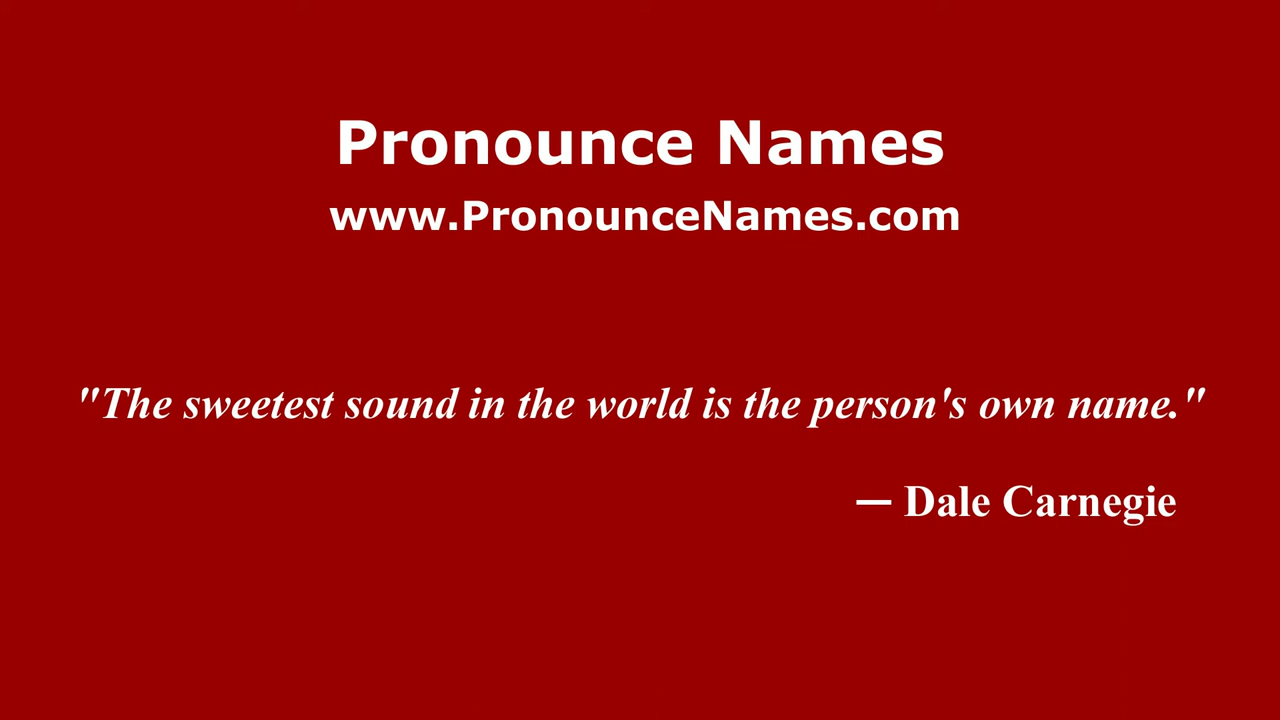 Pronounce Names
www.PronounceNames.com
"The sweetest sound in the world is the person's own name."
— Dale Carnegie